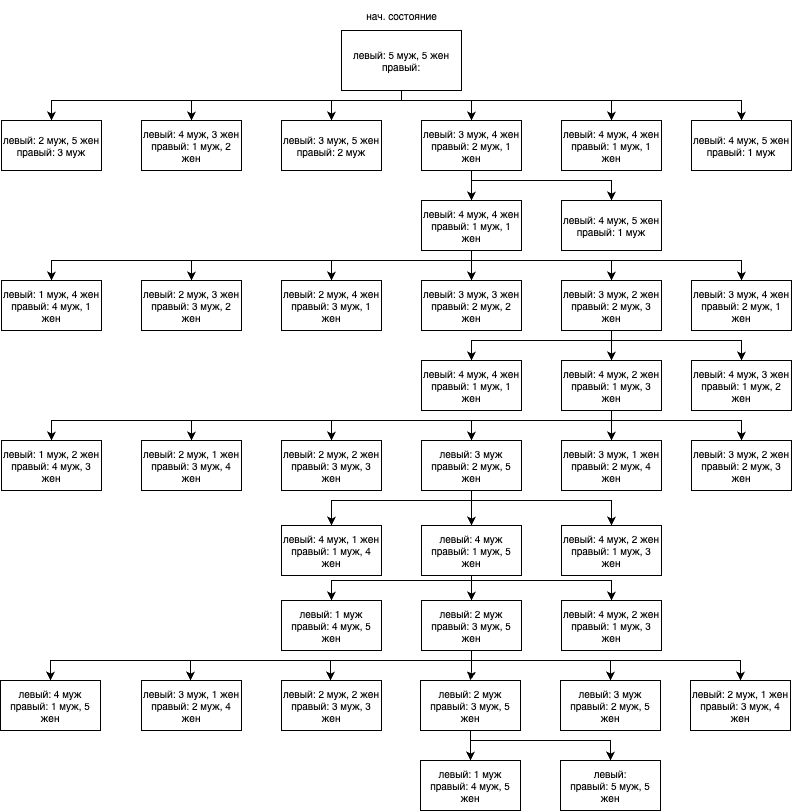 нач. состояние
левый: 5 муж, 5 жен
правый:
левый: 2 муж, 5 жен
правый: 3 муж
левый: 4 муж, 3 жен
правый: 1 муж, 2
жен
левый: 3 муж, 5 жен
правый: 2 муж
левый: 3 муж, 4 жен
правый: 2 муж, 1
жен
левый: 4 муж, 4 жен
правый: 1 муж, 1
жен
левый: 4 муж, 5 жен
правый: 1 муж
левый: 4 муж, 4 жен
правый: 1 муж, 1
жен
левый: 4 муж, 5 жен
правый: 1 муж
левый: 1 муж, 4 жен
правый: 4 муж, 1
жен
левый: 2 муж, 3 жен
правый: 3 муж, 2
жен
левый: 2 муж, 4 жен
правый: 3 муж, 1
жен
левый: 3 муж, 3 жен
правый: 2 муж, 2
жен
левый: 3 муж, 2 жен
правый: 2 муж, 3
жен
левый: 3 муж, 4 жен
правый: 2 муж, 1
жен
левый: 4 муж, 4 жен
правый: 1 муж, 1
жен
левый: 4 муж, 2 жен
правый: 1 муж, 3
жен
левый: 4 муж, 3 жен
правый: 1 муж, 2
жен
левый: 1 муж, 2 жен
правый: 4 муж, 3
жен
левый: 2 муж, 1 жен
правый: 3 муж, 4
жен
левый: 2 муж, 2 жен
правый: 3 муж, 3
жен
левый: 3 муж
правый: 2 муж, 5
жен
левый: 3 муж, 1 жен
правый: 2 муж, 4
жен
левый: 3 муж, 2 жен
правый: 2 муж, 3
жен
левый: 4 муж, 1 жен
правый: 1 муж, 4
жен
левый: 4 муж
правый: 1 муж, 5
жен
левый: 4 муж, 2 жен
правый: 1 муж, 3
жен
левый: 1 муж
правый: 4 муж, 5
жен
левый: 2 муж
правый: 3 муж, 5
жен
левый: 4 муж, 2 жен
правый: 1 муж, 3
жен
левый: 4 муж
правый: 1 муж, 5
жен
левый: 3 муж, 1 жен
правый: 2 муж, 4
жен
левый: 2 муж, 2 жен
правый: 3 муж, 3
жен
левый: 2 муж
правый: 3 муж, 5
жен
левый: 3 муж
правый: 2 муж, 5
жен
левый: 2 муж, 1 жен
правый: 3 муж, 4
жен
левый: 1 муж
правый: 4 муж, 5
жен
левый:
правый: 5 муж, 5
жен